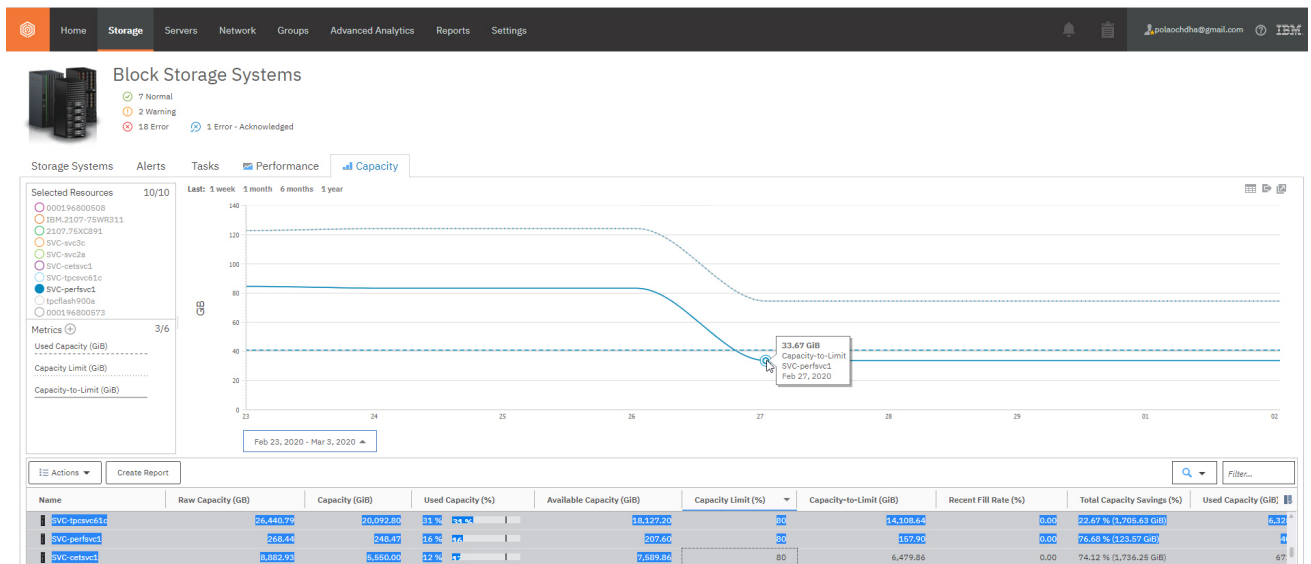 Home Storage Servers Network Groups Advanced Analytics Reports Settings polaochdha@gmail.com IBM
Block Storage Systems
7 Normal
2 Warning
18 Error 1 Error - Acknowledged
Storage Systems Alerts Tasks Performance Capacity
Selected Resources 10/10
000196800508
IBM.2107-75WR311
2107.75XC891
SVC-svc3c
SVC-svc2a
SVC-cetsvc1
SVC-tpcsvc61c
SVC-perfsvc1
tpcflash900a
000196800573
Metrics 3/6
Used Capacity (GiB)
Capacity Limit (GiB)
Capacity-to-Limit (GiB)
Last: 1 week 1 month 6 months 1 year
140
120
100
80
60
40
20
0
GiB
33.67 GiB
Capacity-to-Limit
SVC-perfsvc1
Feb 27, 2020
23 24 25 26 27 28 29 01 02
Feb 23, 2020 - Mar 3, 2020
Actions Create Report Filter...
Name Raw Capacity (GB) Capacity (GiB) Used Capacity (%) Available Capacity (GiB) Capacity Limit (%) Capacity-to-Limit (GiB) Recent Fill Rate (%) Total Capacity Savings (%) Used Capacity (GiB)
SVC-tpcsvc61c 26,440.79 20,092.80 31 % 31 % 18,127.20 80 14,108.64 0.00 22.67 % (1,705.63 GiB)
SVC-perfsvc1 268.44 248.47 16 % 16 207.60 80 157.90 0.00 76.68 % (123.57 GiB)
SVC-cetsvc1 8,882.93 5,550.00 12 % 12 7,589.86 80 6,479.86 0.00 74.12 % (1,736.25 GiB)